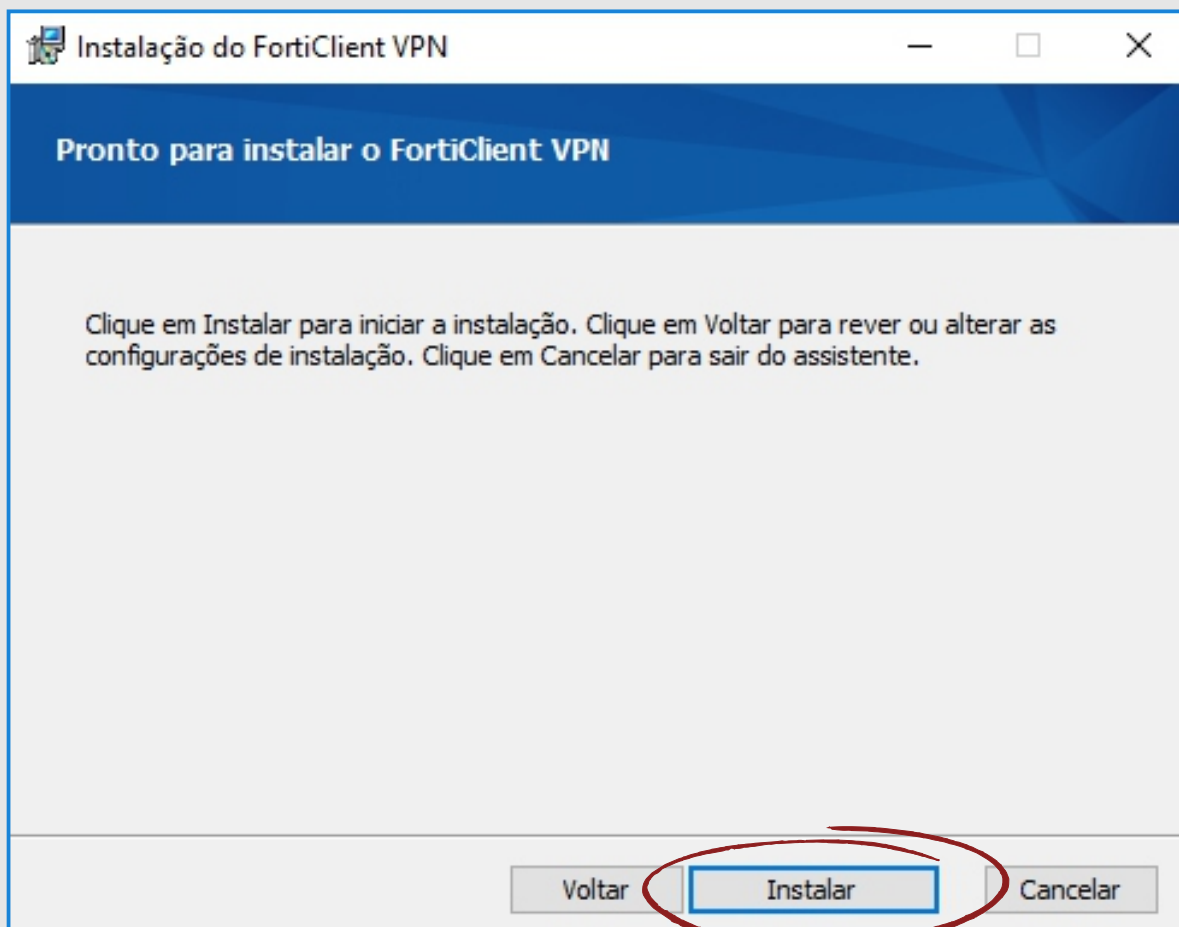 Instalação do FortiClient VPN
Pronto para instalar o FortiClient VPN
Clique em Instalar para iniciar a instalação. Clique em Voltar para rever ou alterar as
configurações de instalação. Clique em Cancelar para sair do assistente.
Voltar
Instalar
Cancelar